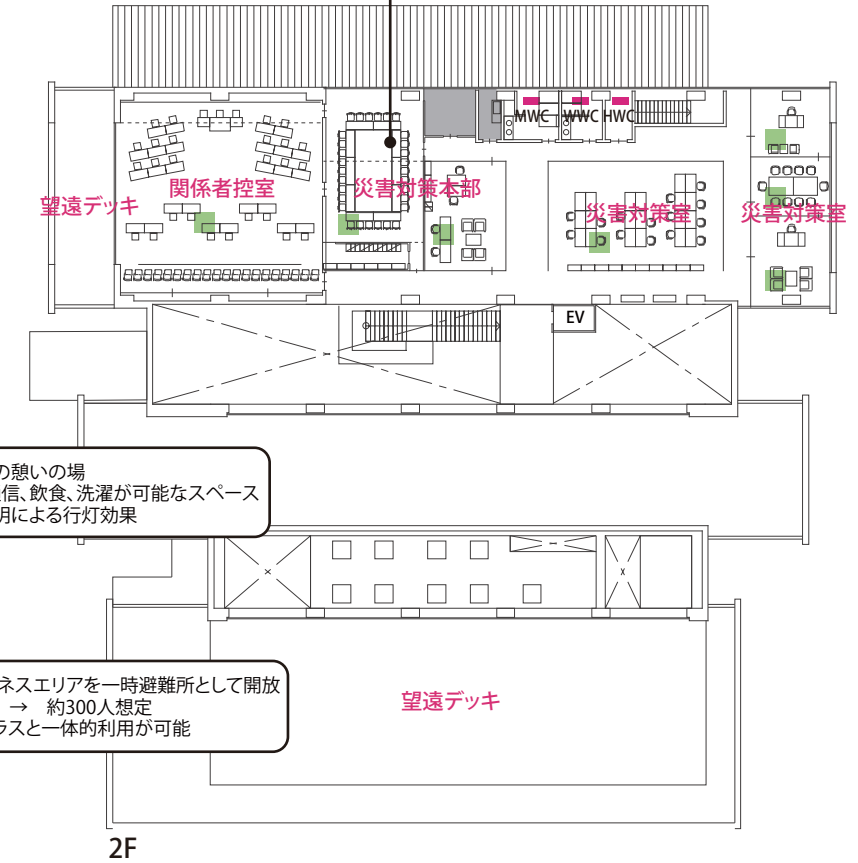 MWC
WWC
HWC
関係者控室
災害対策本部
望遠デッキ
災害対策室
災害対策室
EV
の憩いの場
信、飲食、洗濯が可能なスペース
明による行灯効果
ネスエリアを一時避難所として開放
→ 約300人想定
ラスと一体的利用が可能
望遠デッキ
2F